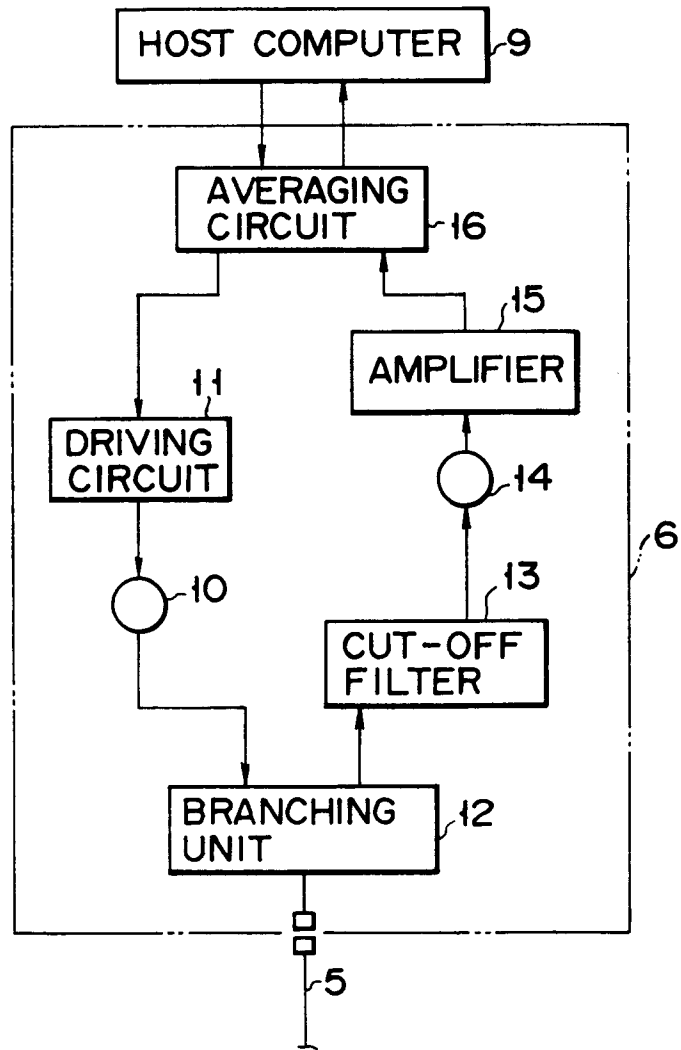 HOST COMPUTER
9
AVERAGING
CIRCUIT
16
15
AMPLIFIER
11
DRIVING
CIRCUIT
14
6
10
13
CUT-OFF
FILTER
BRANCHING
UNIT
12
5